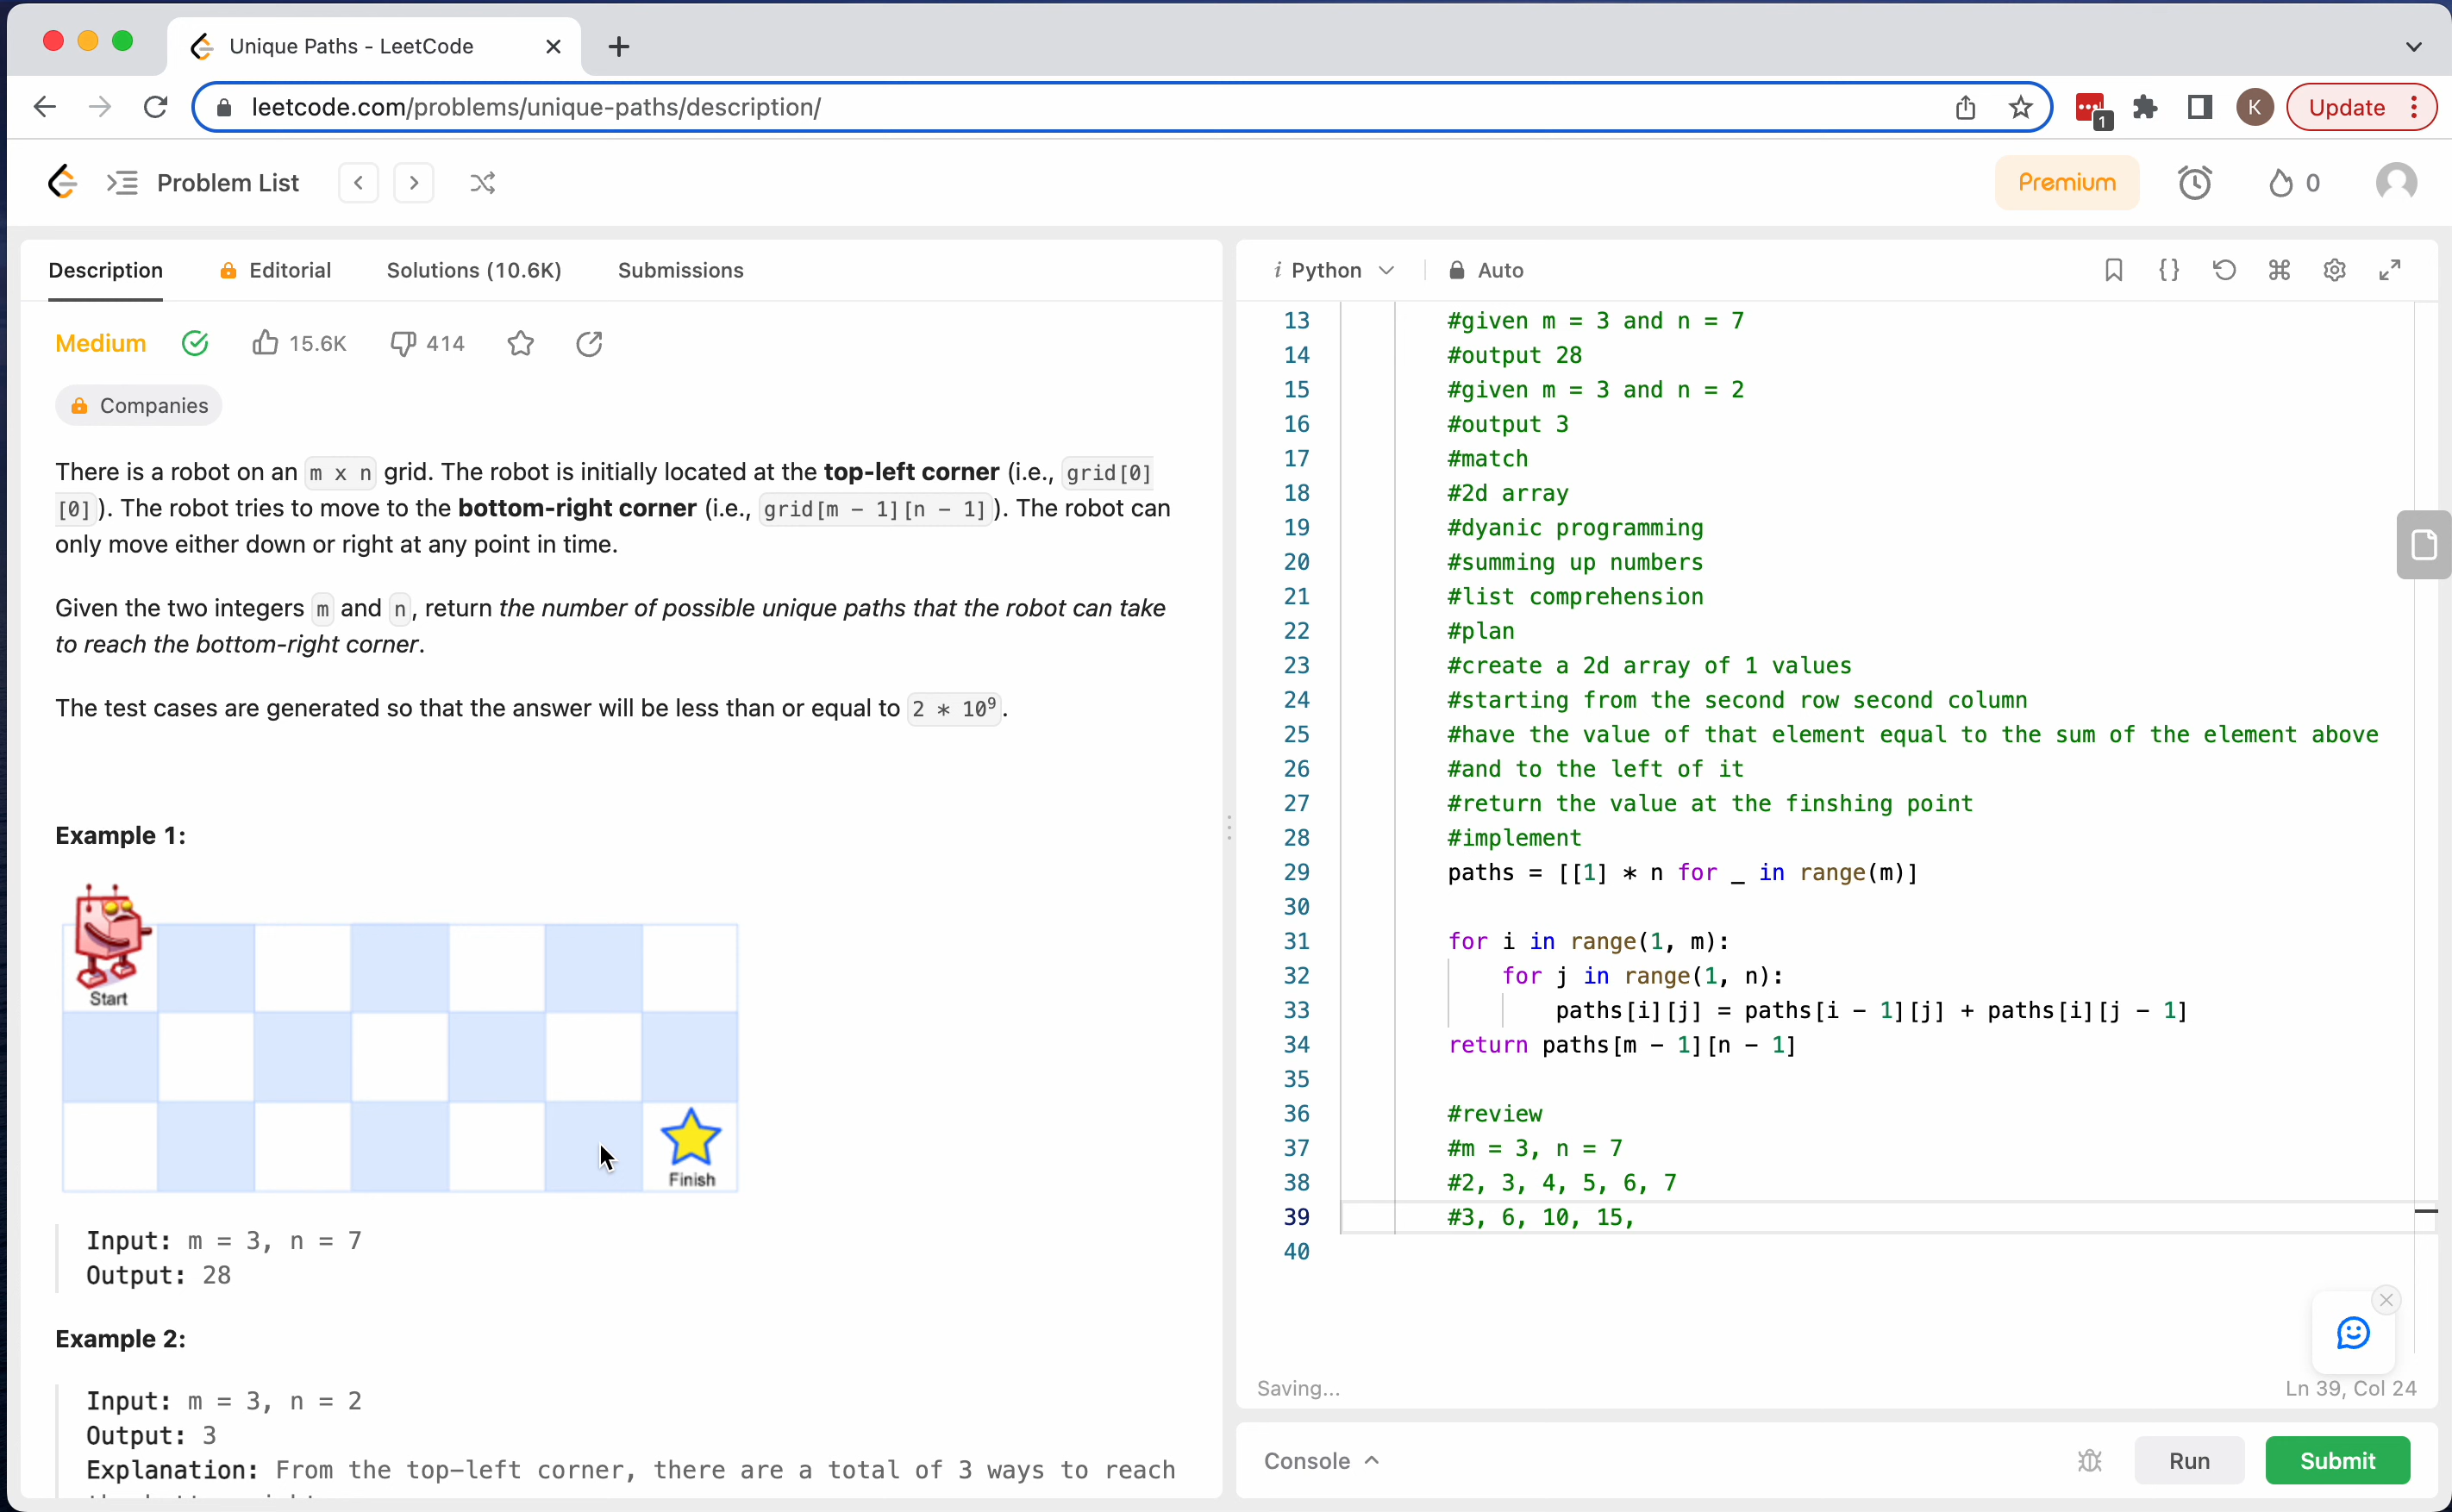 Unique Paths - LeetCode
leetcode.com/problems/unique-paths/description/
1
K
Update
Problem List
Premium
0
Description
Editorial
Solutions (10.6K)
Submissions
Medium
15.6K
414
Companies
There is a robot on an m x n grid. The robot is initially located at the top-left corner (i.e., grid[0]
[0]). The robot tries to move to the bottom-right corner (i.e., grid[m - 1][n - 1]). The robot can
only move either down or right at any point in time.
Given the two integers m and n, return the number of possible unique paths that the robot can take
to reach the bottom-right corner.
The test cases are generated so that the answer will be less than or equal to 2 * 10⁹.
Example 1:
Start
Finish
Input: m = 3, n = 7
Output: 28
Example 2:
Input: m = 3, n = 2
Output: 3
Explanation: From the top-left corner, there are a total of 3 ways to reach
i Python
Auto
13 #given m = 3 and n = 7
14 #output 28
15 #given m = 3 and n = 2
16 #output 3
17 #match
18 #2d array
19 #dyanic programming
20 #summing up numbers
21 #list comprehension
22 #plan
23 #create a 2d array of 1 values
24 #starting from the second row second column
25 #have the value of that element equal to the sum of the element above
26 #and to the left of it
27 #return the value at the finshing point
28 #implement
29 paths = [[1] * n for _ in range(m)]
30
31 for i in range(1, m):
32 for j in range(1, n):
33 paths[i][j] = paths[i - 1][j] + paths[i][j - 1]
34 return paths[m - 1][n - 1]
35
36 #review
37 #m = 3, n = 7
38 #2, 3, 4, 5, 6, 7
39 #3, 6, 10, 15,
40
Saving...
Ln 39, Col 24
Console
Run
Submit